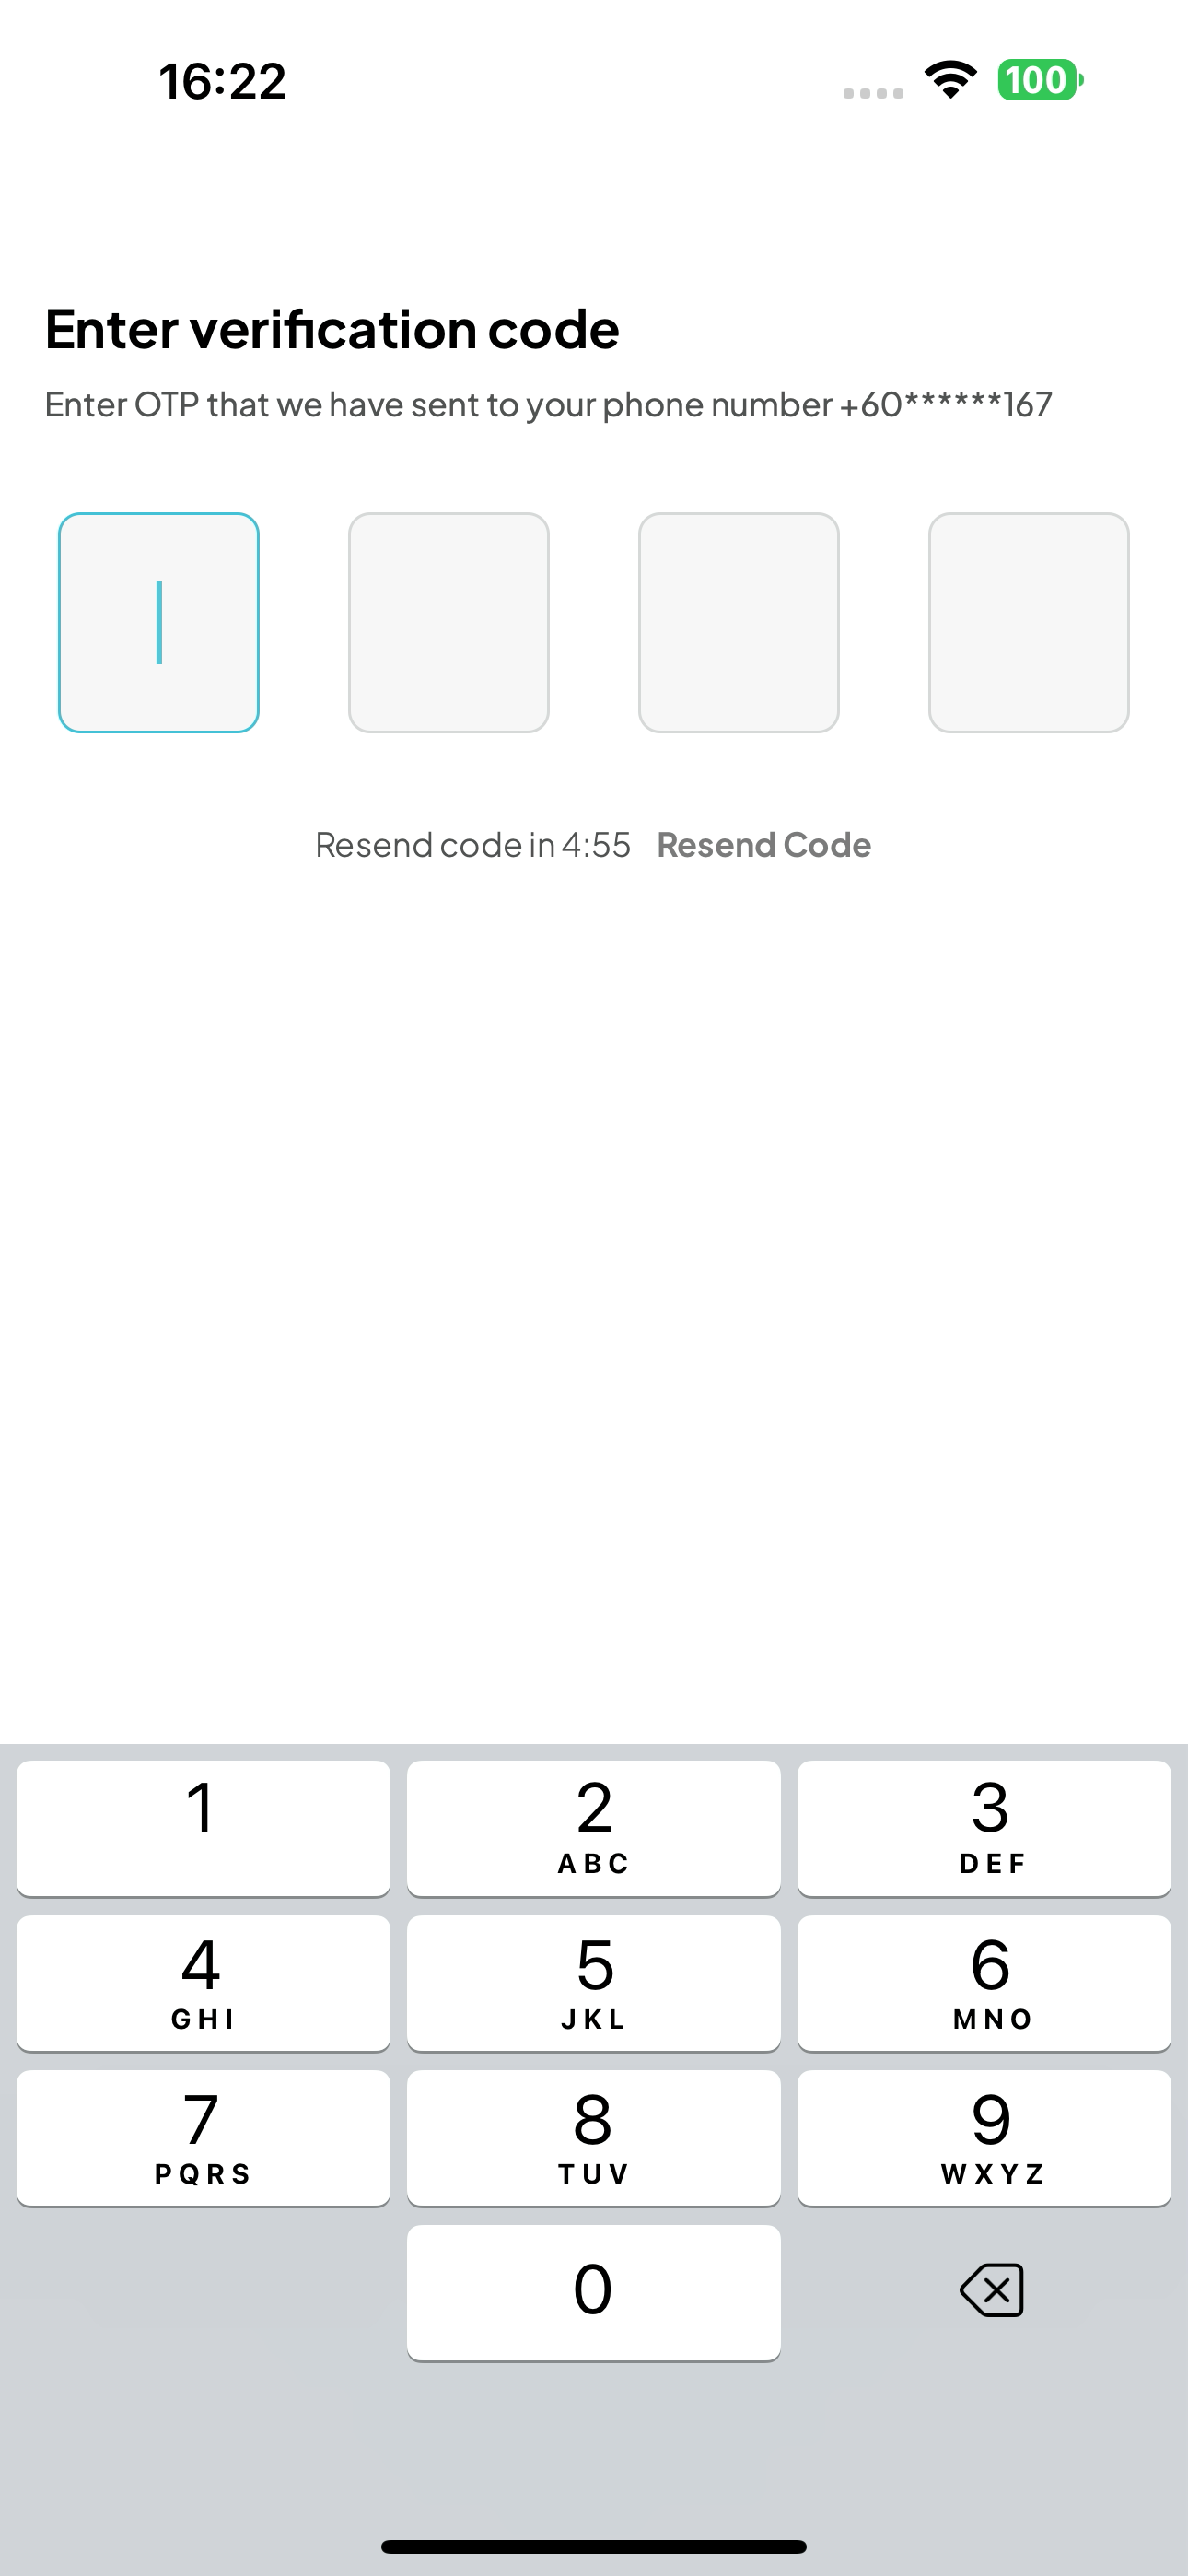 16:22
100
Enter verification code
Enter OTP that we have sent to your phone number +60******167
Resend code in 4:55 Resend Code
1 2 3
ABC DEF
4 5 6
GHI JKL MNO
7 8 9
PQRS TUV WXYZ
0